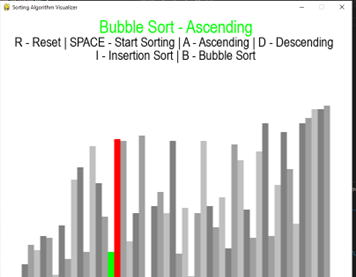 Sorting Algorithm Visualizer
Bubble Sort - Ascending
R - Reset | SPACE - Start Sorting | A - Ascending | D - Descending
I - Insertion Sort | B - Bubble Sort